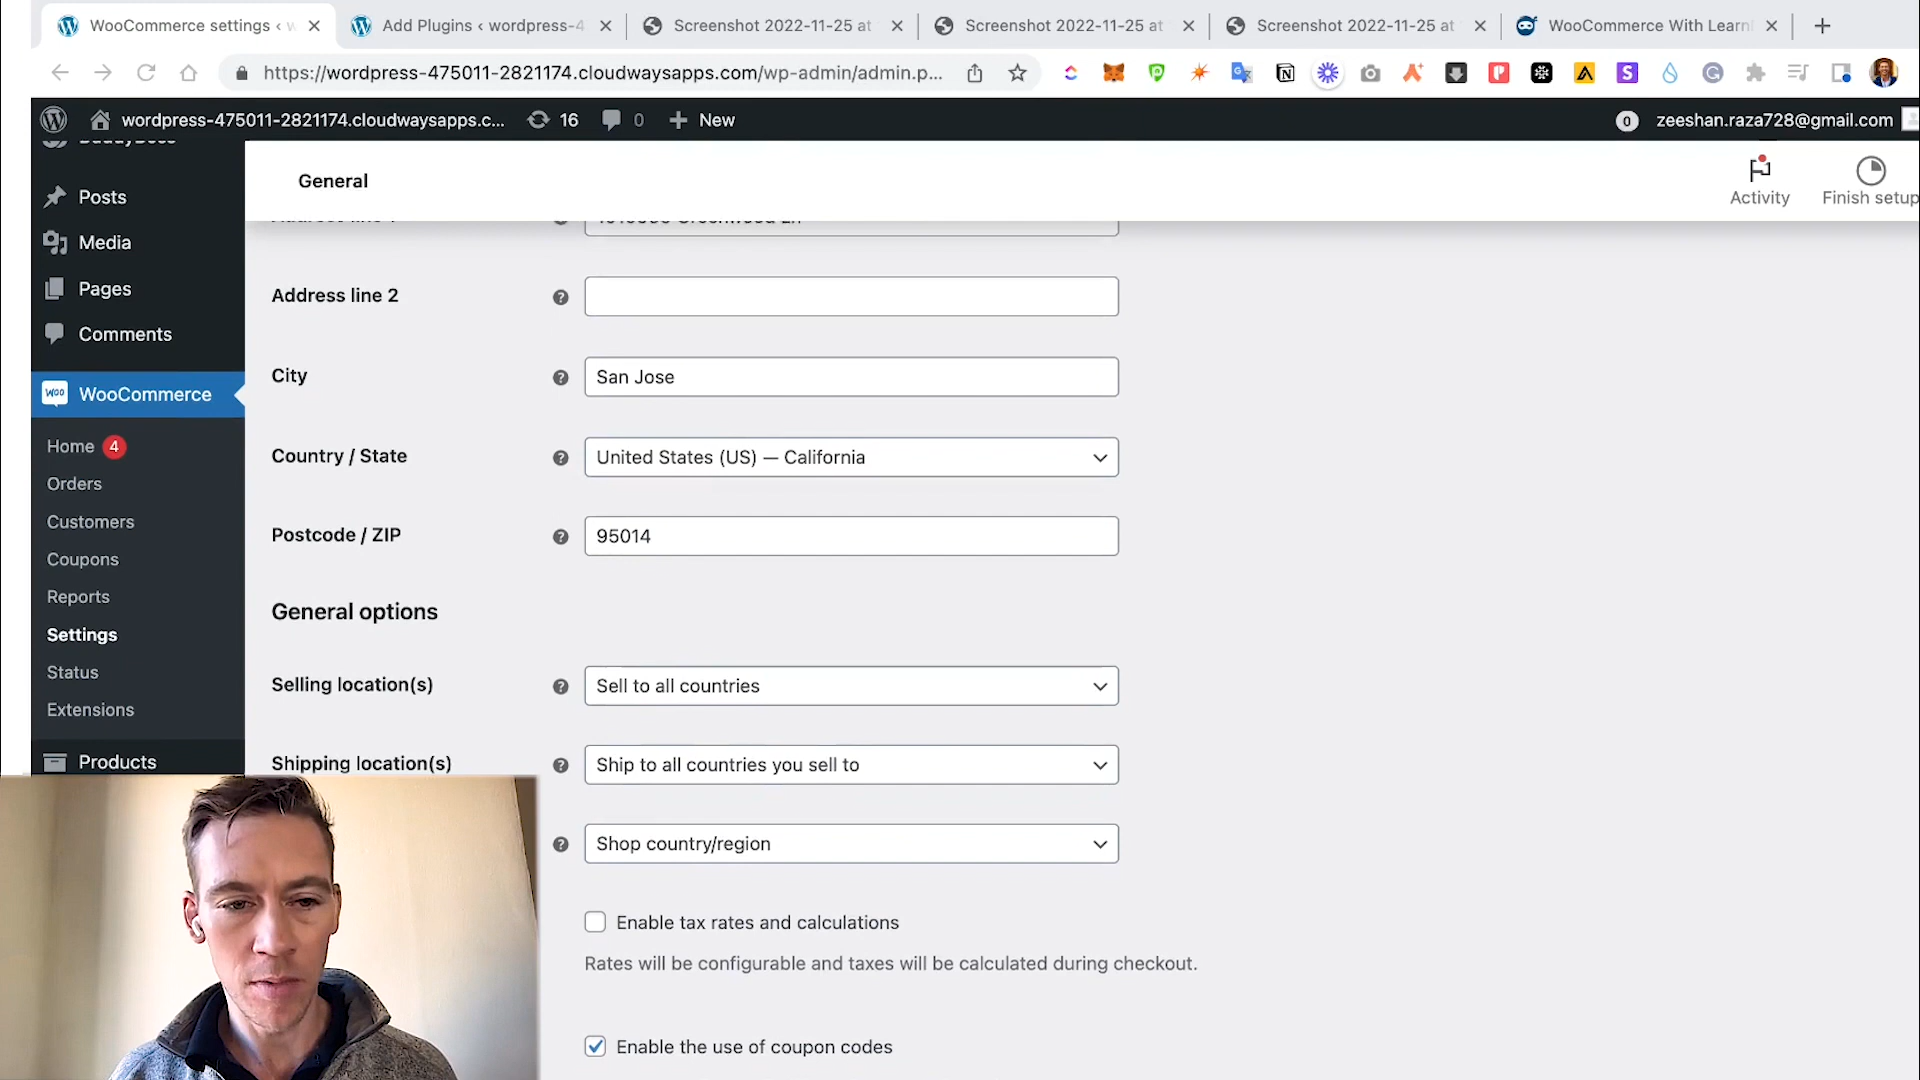 WooCommerce settings ‹ w
Add Plugins ‹ wordpress-4
Screenshot 2022-11-25 at
Screenshot 2022-11-25 at
Screenshot 2022-11-25 at
WooCommerce With Learn
https://wordpress-475011-2821174.cloudwaysapps.com/wp-admin/admin.p...
wordpress-475011-2821174.cloudwaysapps.c...
16
0
New
0
zeeshan.raza728@gmail.com
Posts
Media
Pages
Comments
WooCommerce
Home 4
Orders
Customers
Coupons
Reports
Settings
Status
Extensions
Products
General
Activity
Finish setup
Address line 2
City
San Jose
Country / State
United States (US) — California
Postcode / ZIP
95014
General options
Selling location(s)
Sell to all countries
Shipping location(s)
Ship to all countries you sell to
Shop country/region
Enable tax rates and calculations
Rates will be configurable and taxes will be calculated during checkout.
Enable the use of coupon codes